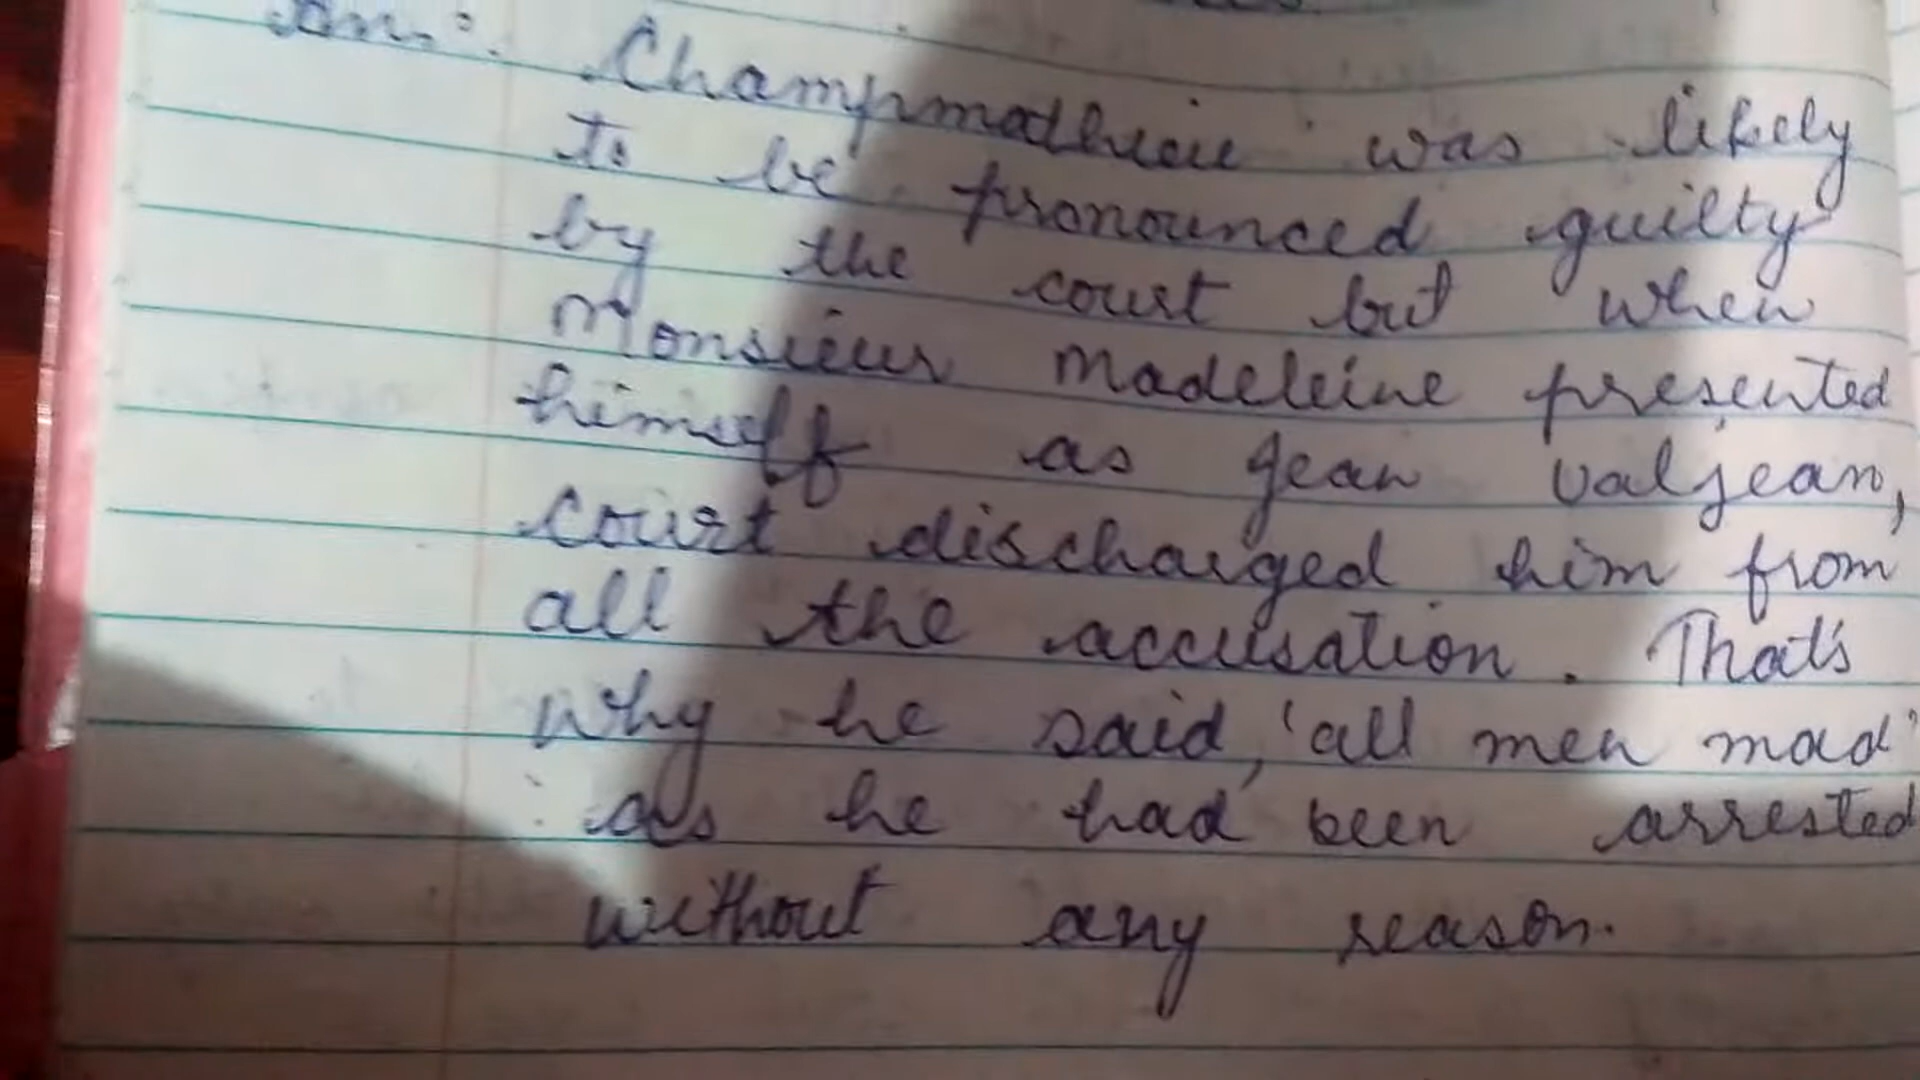 Ans:
Champmathieu was likely
to be pronounced guilty
by the court but when
Monsieur Madeleine presented
himself as Jean Valjean,
court discharged him from
all the accusation. That's
why he said, 'all men mad'
as he had been arrested
without any reason.